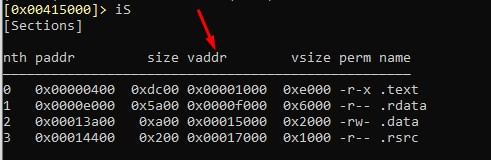 [0x00415000]> iS
[Sections]
nth paddr size vaddr vsize perm name
0 0x00000400 0xdc00 0x00001000 0xe000 -r-x .text
1 0x0000e000 0x5a00 0x0000f000 0x6000 -r-- .rdata
2 0x00013a00 0xa00 0x00015000 0x2000 -rw- .data
3 0x00014400 0x200 0x00017000 0x1000 -r-- .rsrc